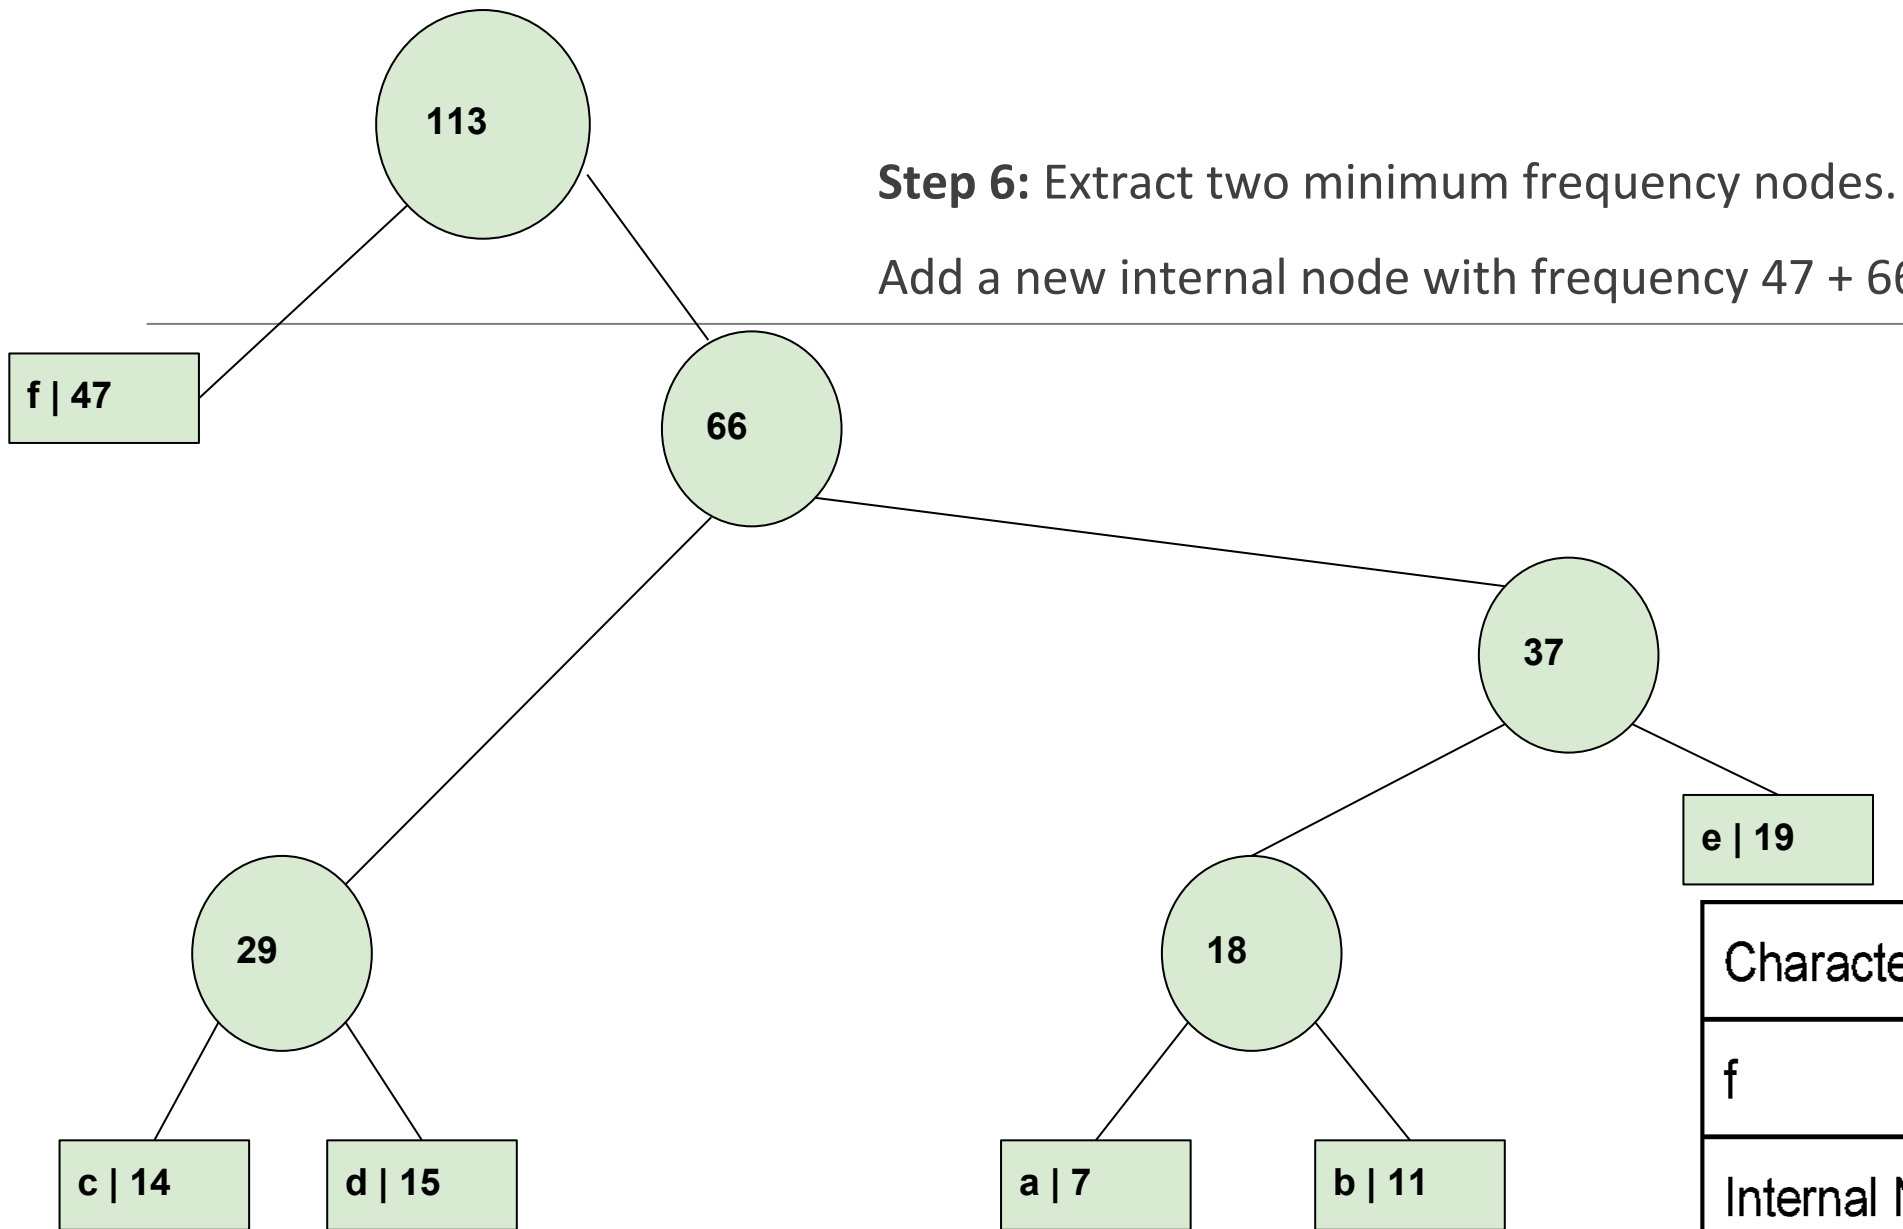 113
Step 6: Extract two minimum frequency nodes.
Add a new internal node with frequency 47 + 66
f | 47
66
37
e | 19
29
18
Characte
f
c | 14
d | 15
a | 7
b | 11
Internal